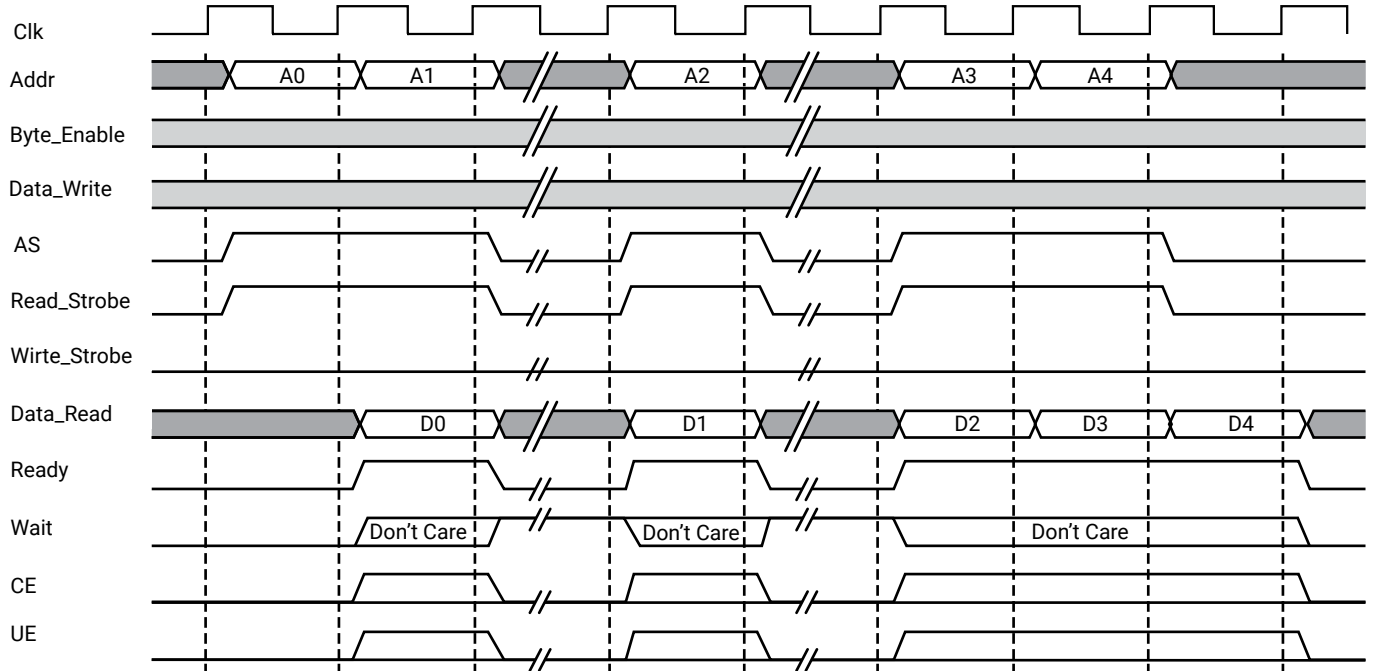 Clk
Addr A0 A1 A2 A3 A4
Byte_Enable
Data_Write
AS
Read_Strobe
Wirte_Strobe
Data_Read D0 D1 D2 D3 D4
Ready
Wait Don’t Care Don’t Care Don’t Care
CE
UE